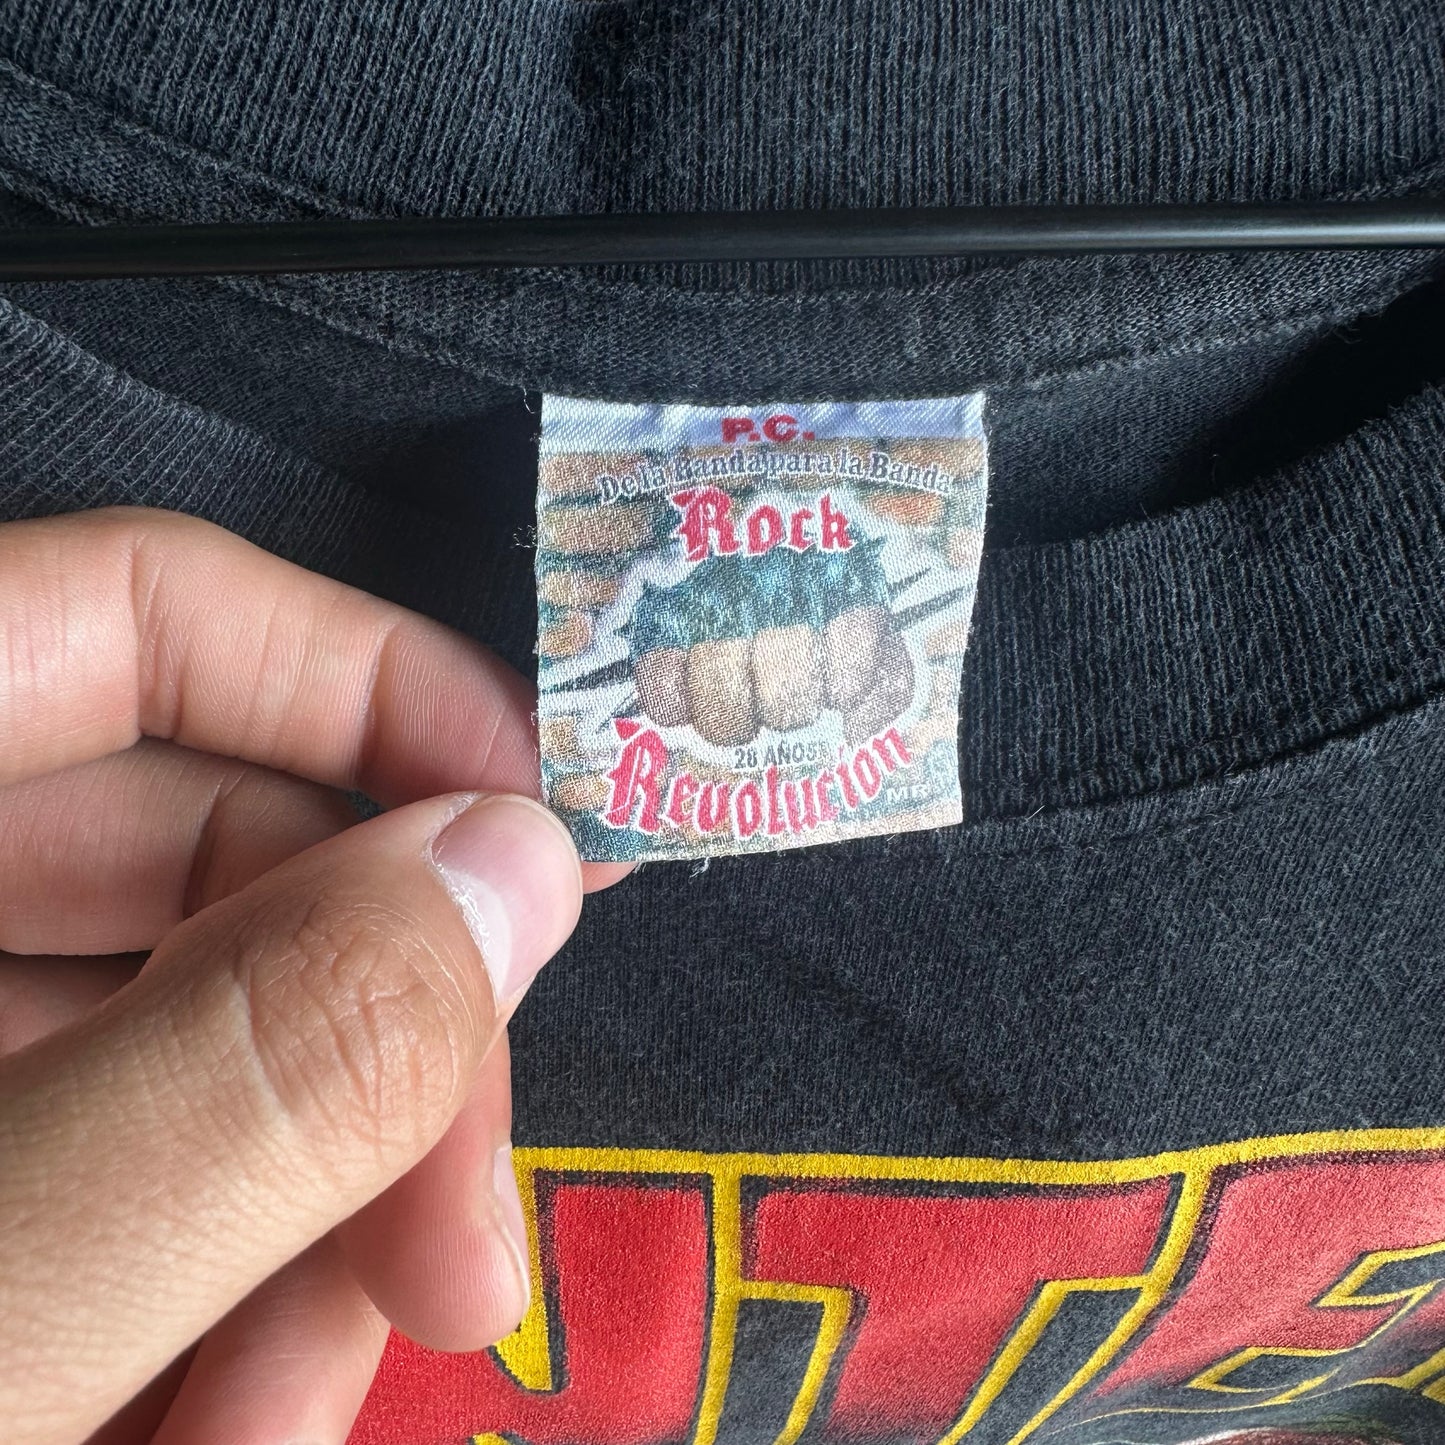 P.C.
De la Banda para la Banda
Rock
28 AÑOS
Revolucion
MR